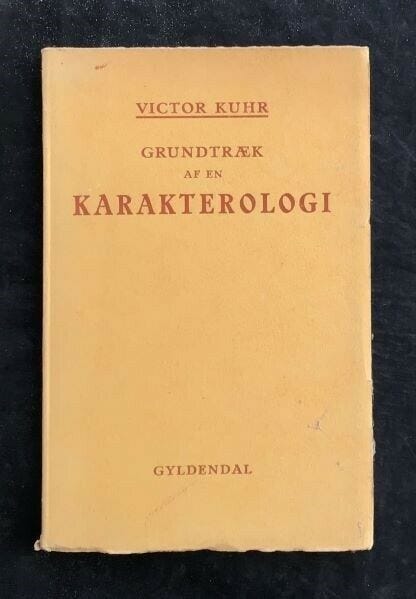 VICTOR KUHR
GRUNDTRÆK
AF EN
KARAKTEROLOGI
GYLDENDAL